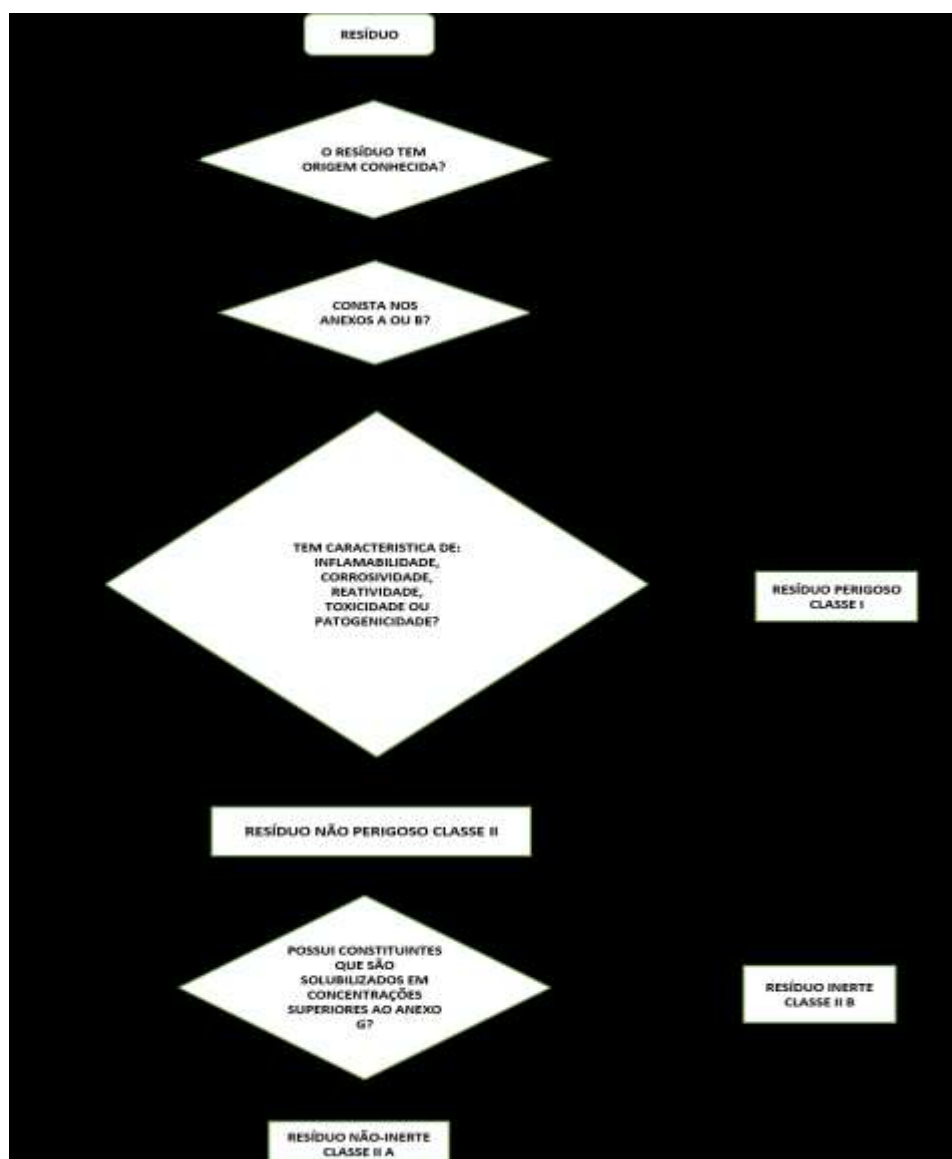 RESÍDUO
O RESÍDUO TEM
ORIGEM CONHECIDA?
CONSTA NOS
ANEXOS A OU B?
TEM CARACTERISTICA DE:
INFLAMABILIDADE,
CORROSIVIDADE,
REATIVIDADE,
TOXICIDADE OU
PATOGENICIDADE?
RESÍDUO PERIGOSO
CLASSE I
RESÍDUO NÃO PERIGOSO CLASSE II
POSSUI CONSTITUINTES
QUE SÃO
SOLUBILIZADOS EM
CONCENTRAÇÕES
SUPERIORES AO ANEXO
G?
RESÍDUO INERTE
CLASSE II B
RESÍDUO NÃO-INERTE
CLASSE II A